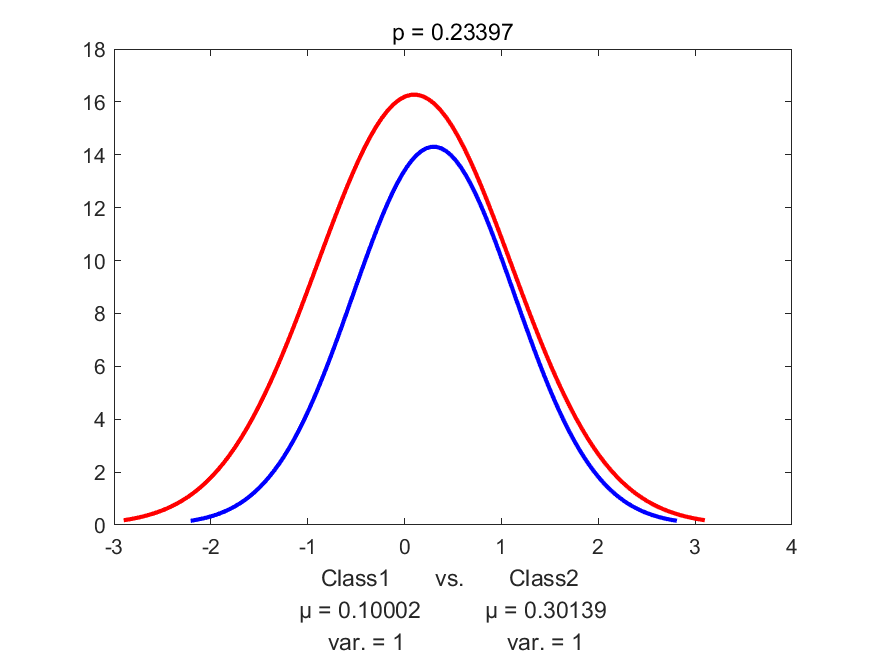 p = 0.23397
18
16
14
12
10
8
6
4
2
0
-3 -2 -1 0 1 2 3 4
Class1 vs. Class2
μ = 0.10002 μ = 0.30139
var. = 1 var. = 1